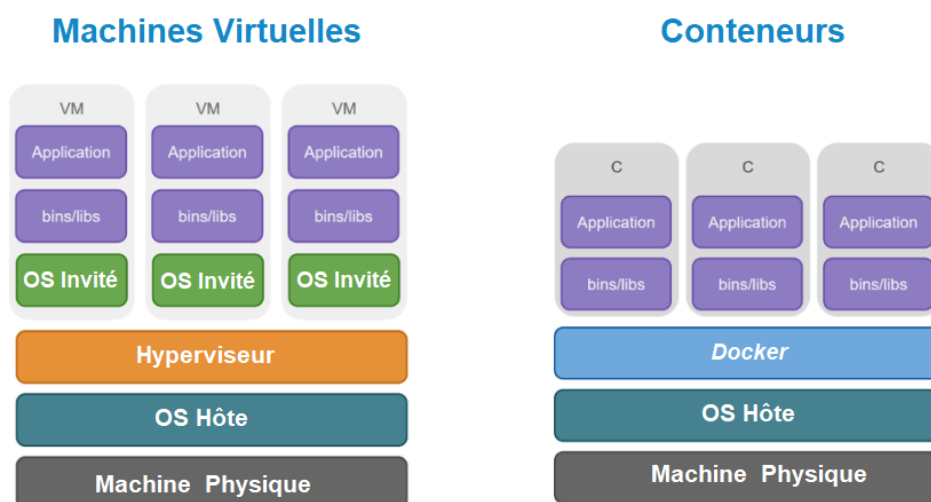 Machines Virtuelles
VM VM VM
Application Application Application
bins/libs bins/libs bins/libs
OS Invité OS Invité OS Invité
Hyperviseur
OS Hôte
Machine Physique
Conteneurs
C C C
Application Application Application
bins/libs bins/libs bins/libs
Docker
OS Hôte
Machine Physique